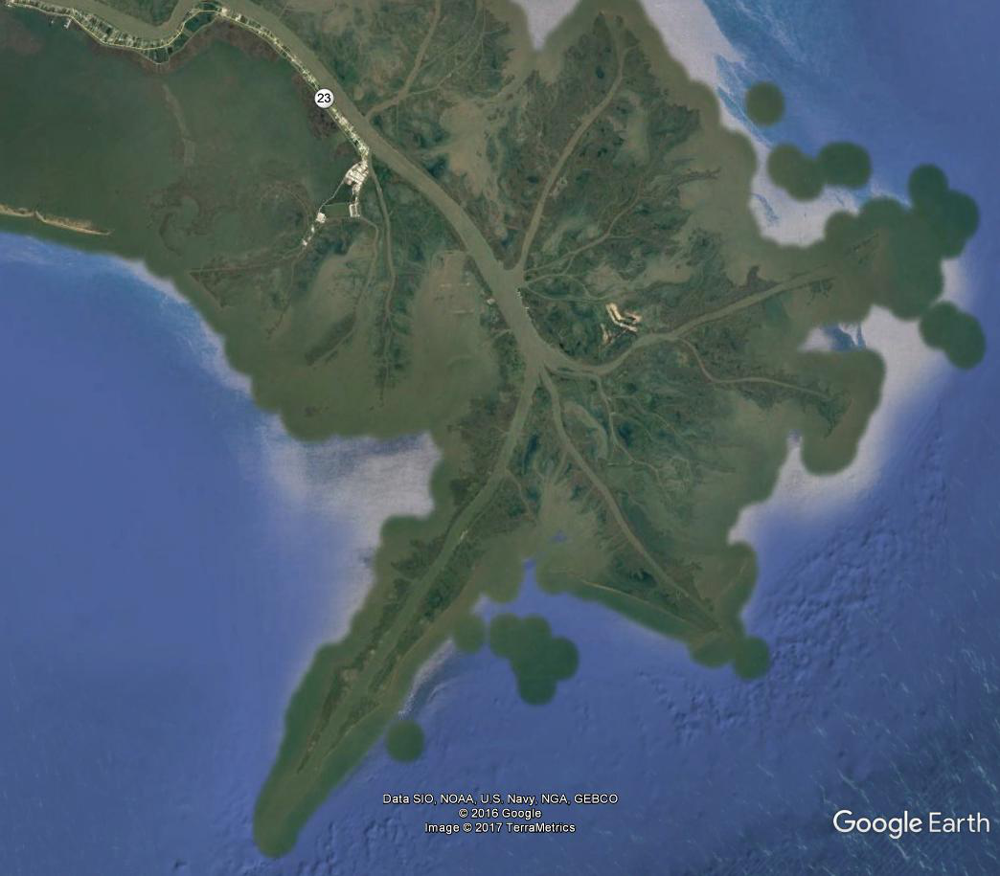 23
Data SIO, NOAA, U.S. Navy, NGA, GEBCO
© 2016 Google
Image © 2017 TerraMetrics
Google Earth